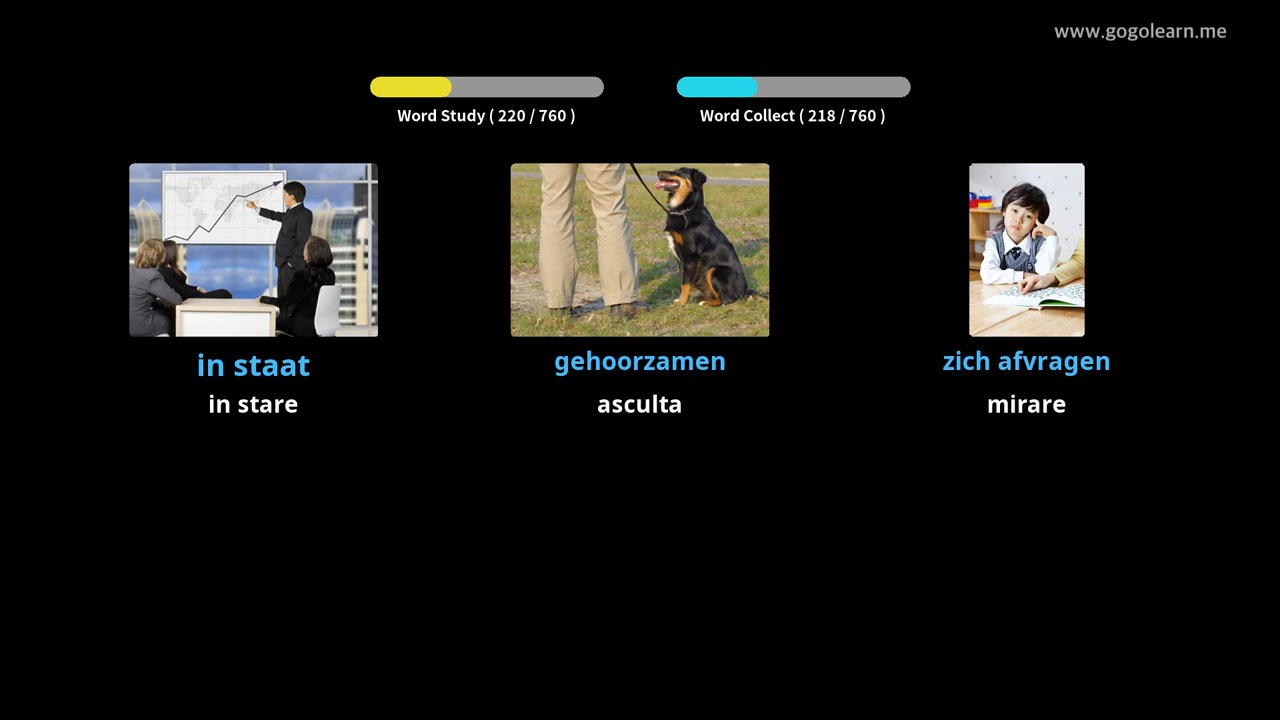 www.gogolearn.me
Word Study ( 220 / 760 )
Word Collect ( 218 / 760 )
in staat
gehoorzamen
zich afvragen
in stare
asculta
mirare